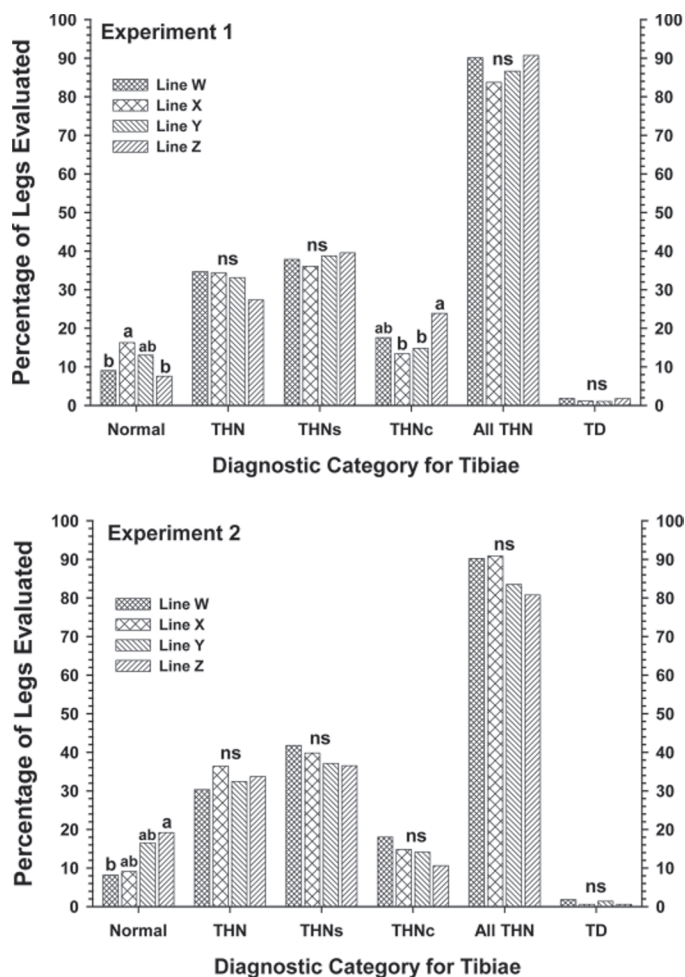 Experiment 1
Line W
Line X
Line Y
Line Z
Percentage of Legs Evaluated
100 100
90 90
80 80
70 70
60 60
50 50
40 40
30 30
20 20
10 10
0 0
b a ab b
ns
ns
ab b b a
ns
ns
Normal THN THNs THNc All THN TD
Diagnostic Category for Tibiae
Experiment 2
Line W
Line X
Line Y
Line Z
Percentage of Legs Evaluated
100 100
90 90
80 80
70 70
60 60
50 50
40 40
30 30
20 20
10 10
0 0
b ab ab a
ns
ns
ns
ns
ns
Normal THN THNs THNc All THN TD
Diagnostic Category for Tibiae